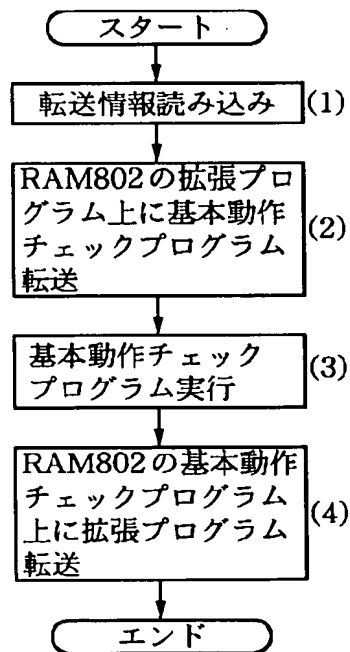 スタート
転送情報読み込み
(1)
RAM802の拡張プロ
グラム上に基本動作
チェックプログラム
転送
(2)
基本動作チェック
プログラム実行
(3)
RAM802の基本動作
チェックプログラム
上に拡張プログラム
転送
(4)
エンド